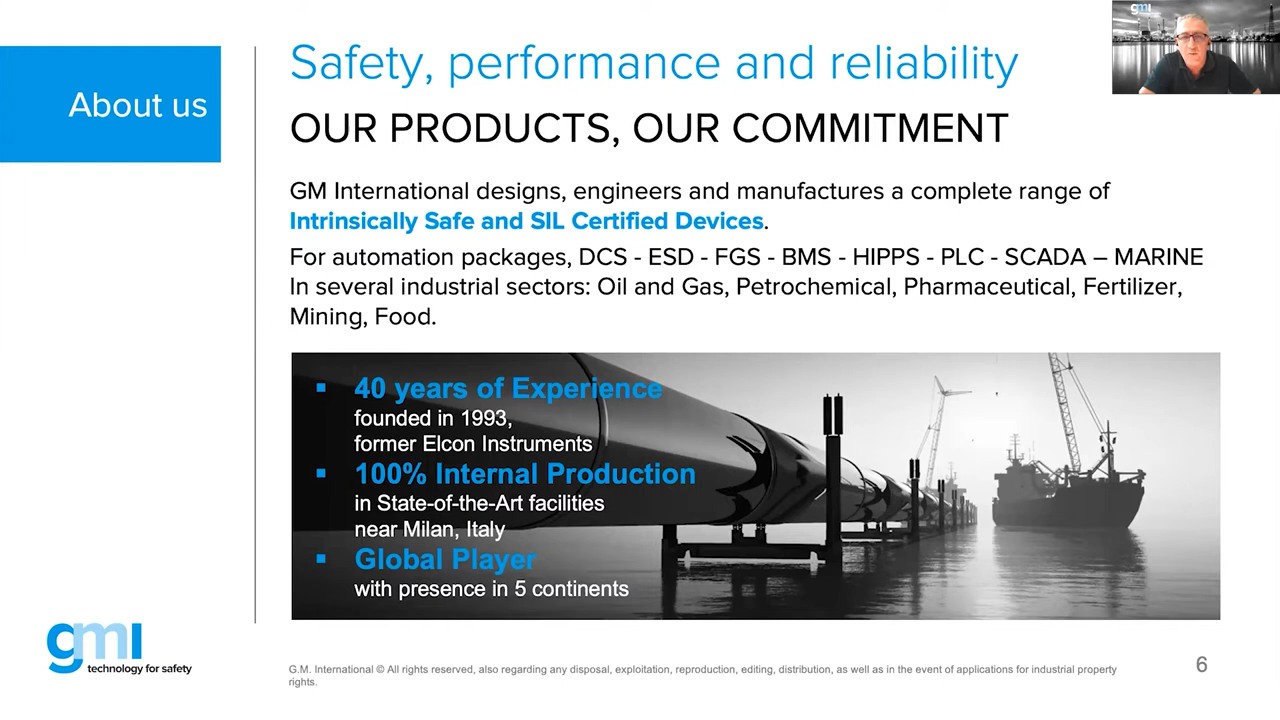 gmi
About us
Safety, performance and reliability
OUR PRODUCTS, OUR COMMITMENT
GM International designs, engineers and manufactures a complete range of
Intrinsically Safe and SIL Certified Devices.
For automation packages, DCS - ESD - FGS - BMS - HIPPS - PLC - SCADA – MARINE
In several industrial sectors: Oil and Gas, Petrochemical, Pharmaceutical, Fertilizer,
Mining, Food.
▪ 40 years of Experience
founded in 1993,
former Elcon Instruments
▪ 100% Internal Production
in State-of-the-Art facilities
near Milan, Italy
▪ Global Player
with presence in 5 continents
gmi
technology for safety
G.M. International © All rights reserved, also regarding any disposal, exploitation, reproduction, editing, distribution, as well as in the event of applications for industrial property
rights.
6